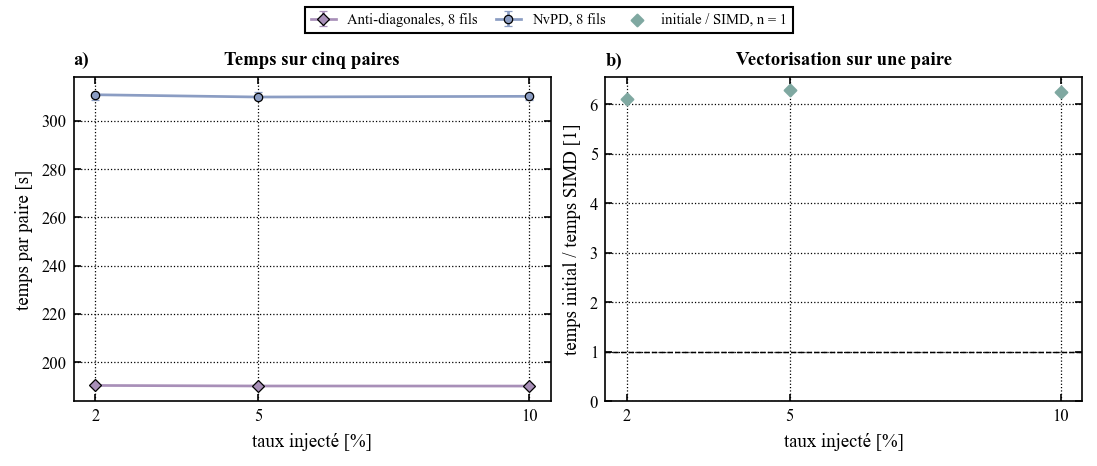 Anti-diagonales, 8 fils
NvPD, 8 fils
initiale / SIMD, n = 1
a)
Temps sur cinq paires
temps par paire [s]
300
280
260
240
220
200
2
5
10
taux injecté [%]
b)
Vectorisation sur une paire
temps initial / temps SIMD [1]
6
5
4
3
2
1
0
2
5
10
taux injecté [%]